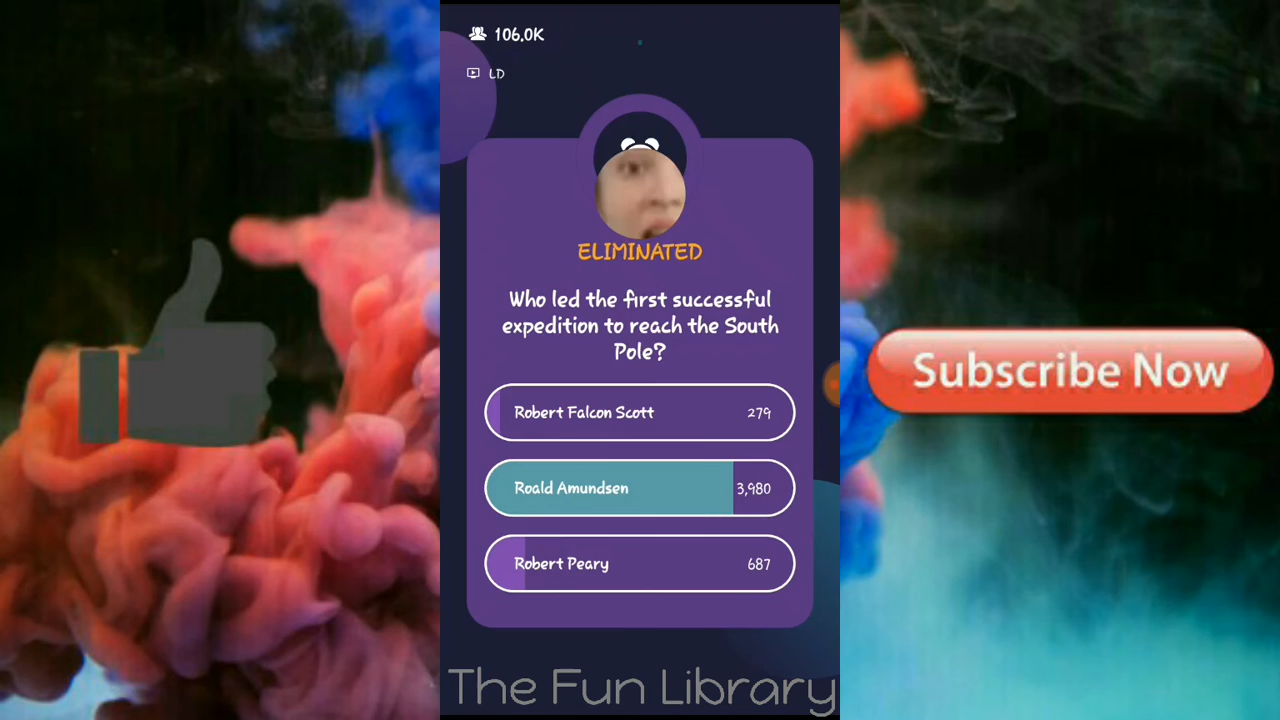 106.0K
LD
ELIMINATED
Who led the first successful
expedition to reach the South
Pole?
Robert Falcon Scott 279
Roald Amundsen 3,980
Robert Peary 687
Subscribe Now
The Fun Library